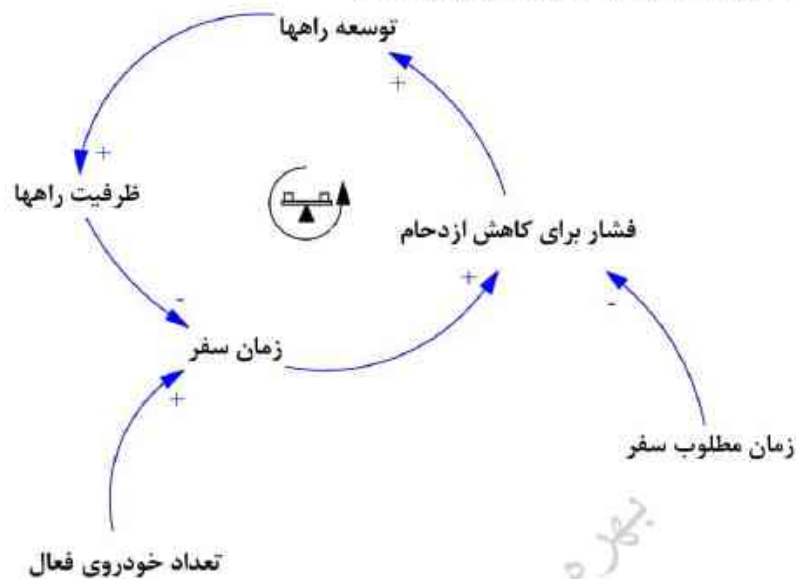 توسعه راهها
+
+
ظرفیت راهها
فشار برای کاهش ازدحام
-
+
-
زمان سفر
+
زمان مطلوب سفر
تعداد خودروی فعال